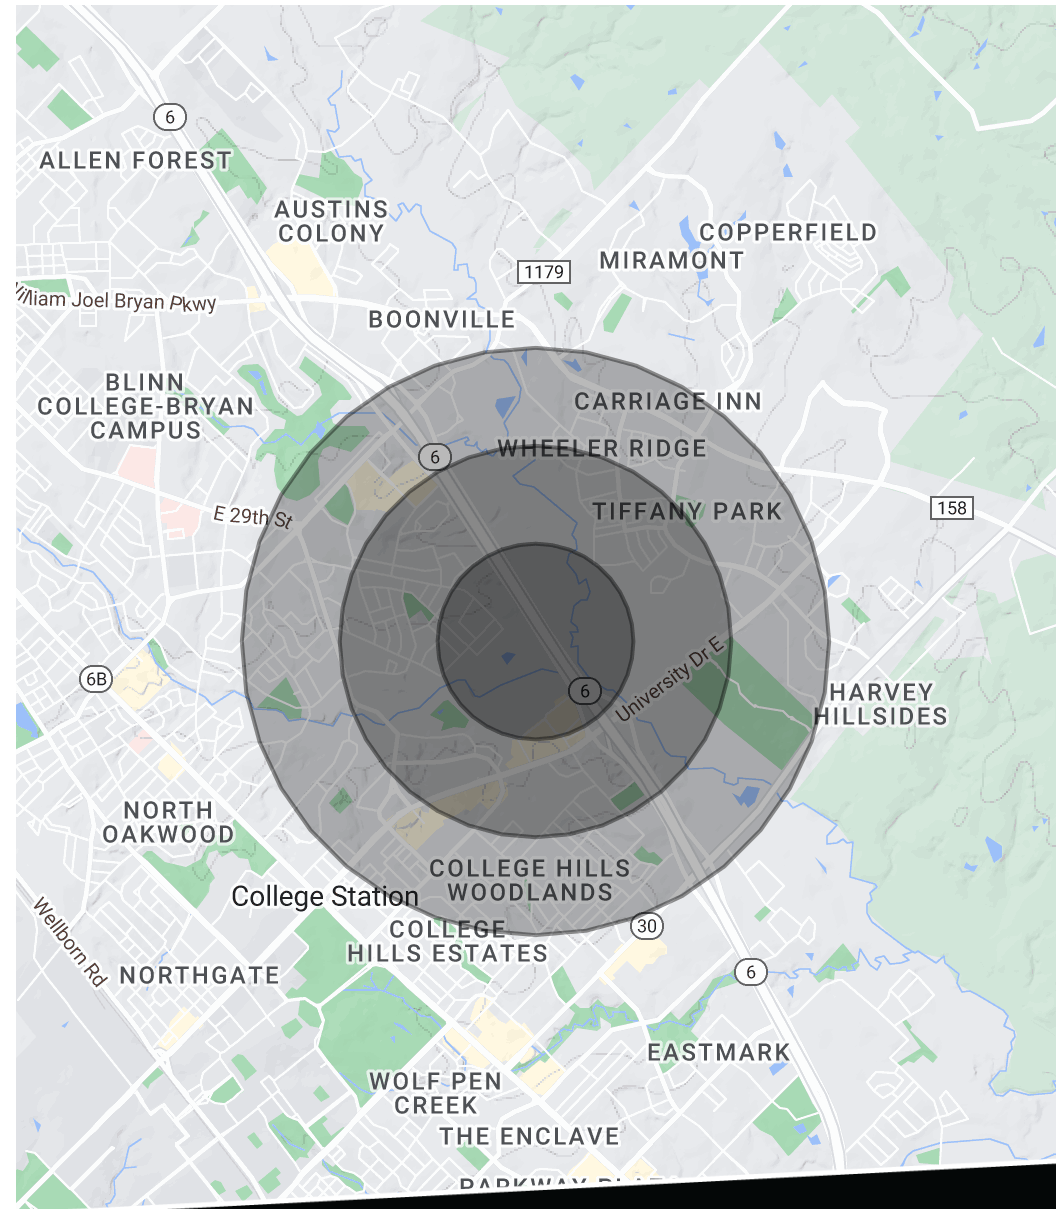 6
ALLEN FOREST
AUSTINS
COLONY
COPPERFIELD
MIRAMONT
1179
Joel Bryan Pkwy
BOONVILLE
BLINN
COLLEGE-BRYAN
CAMPUS
CARRIAGE INN
6
WHEELER RIDGE
E 29th St
TIFFANY PARK
158
6B
6
University Dr E
HARVEY
HILLSIDES
NORTH
OAKWOOD
COLLEGE HILLS
WOODLANDS
College Station
Wellborn Rd
COLLEGE
HILLS ESTATES
30
NORTHGATE
6
EASTMARK
WOLF PEN
CREEK
THE ENCLAVE